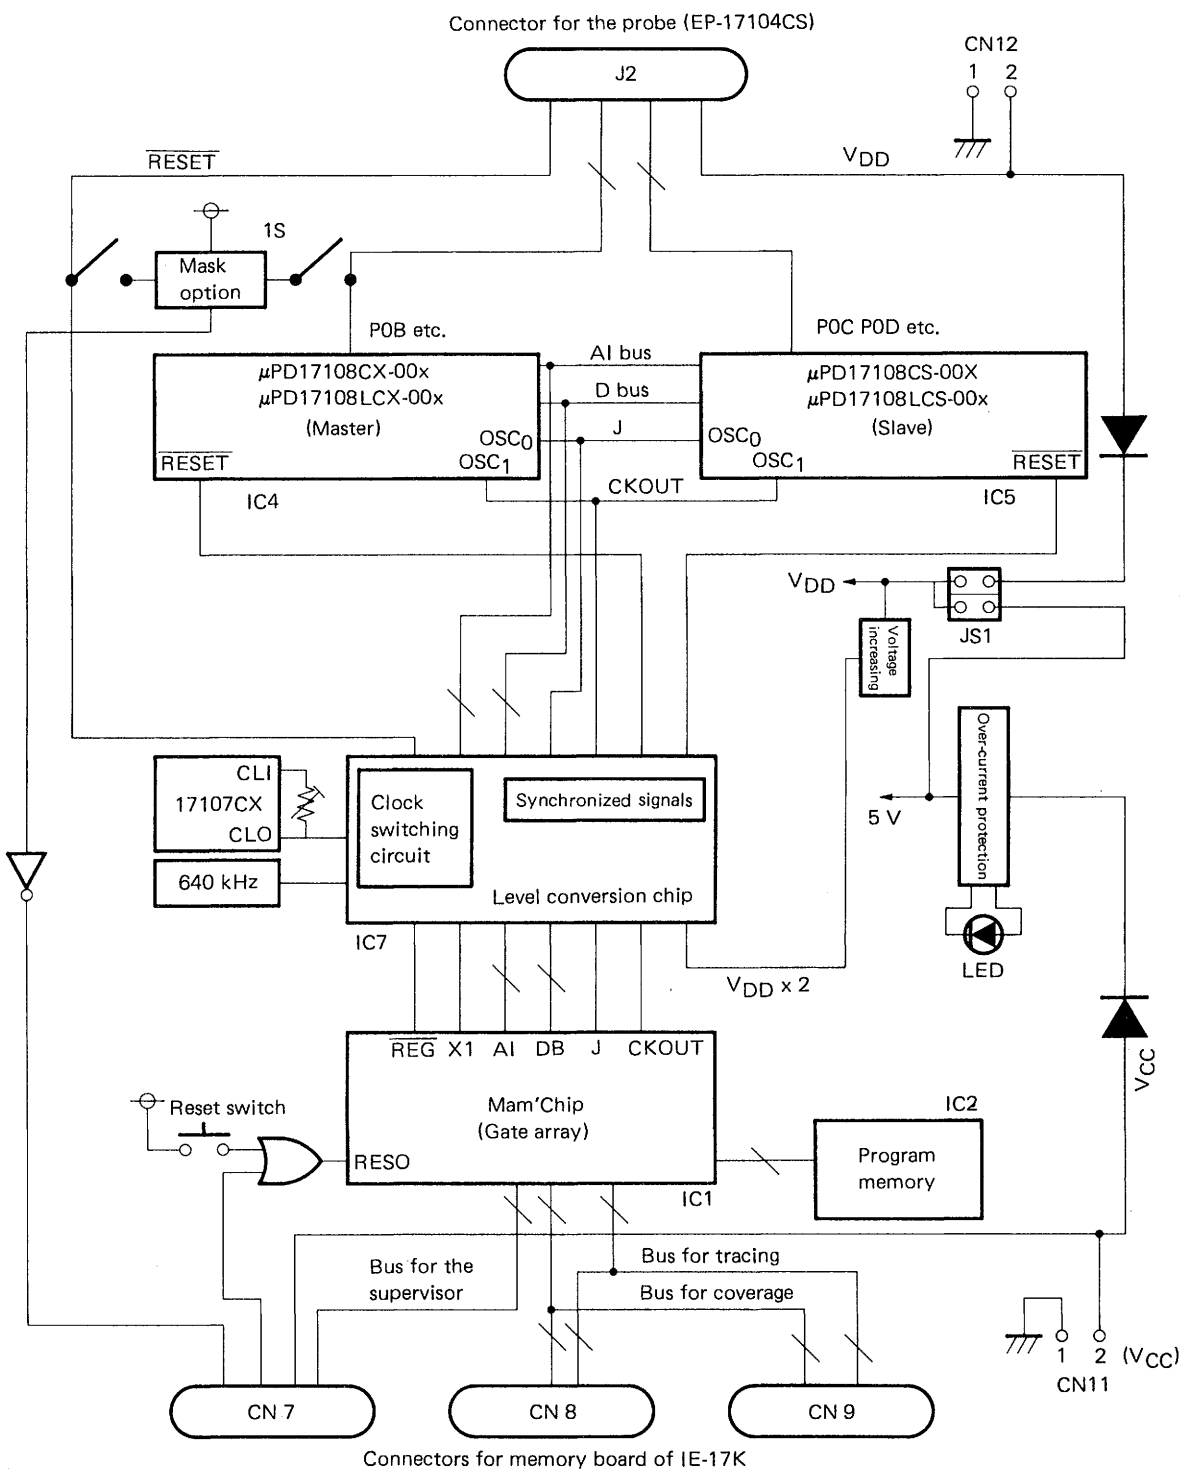 Connector for the probe (EP-17104CS)
J2
CN12
1 2
RESET
VDD
1S
Mask
option
P0B etc.
P0C P0D etc.
AI bus
μPD17108CX-00x
μPD17108LCX-00x
(Master)
D bus
J
μPD17108CS-00X
μPD17108LCS-00x
(Slave)
OSC0
OSC1
RESET
IC4
OSC0
OSC1
RESET
IC5
CKOUT
VDD
JS1
Voltage
increasing
Over-current protection
5 V
LED
CLI
17107CX
CLO
640 kHz
Clock
switching
circuit
Synchronized signals
Level conversion chip
IC7
VDD x 2
REG X1 AI DB J CKOUT
VCC
Reset switch
Mam'Chip
(Gate array)
RESO
IC1
IC2
Program
memory
Bus for the
supervisor
Bus for tracing
Bus for coverage
1 2 (VCC)
CN11
CN 7
CN 8
CN 9
Connectors for memory board of IE-17K